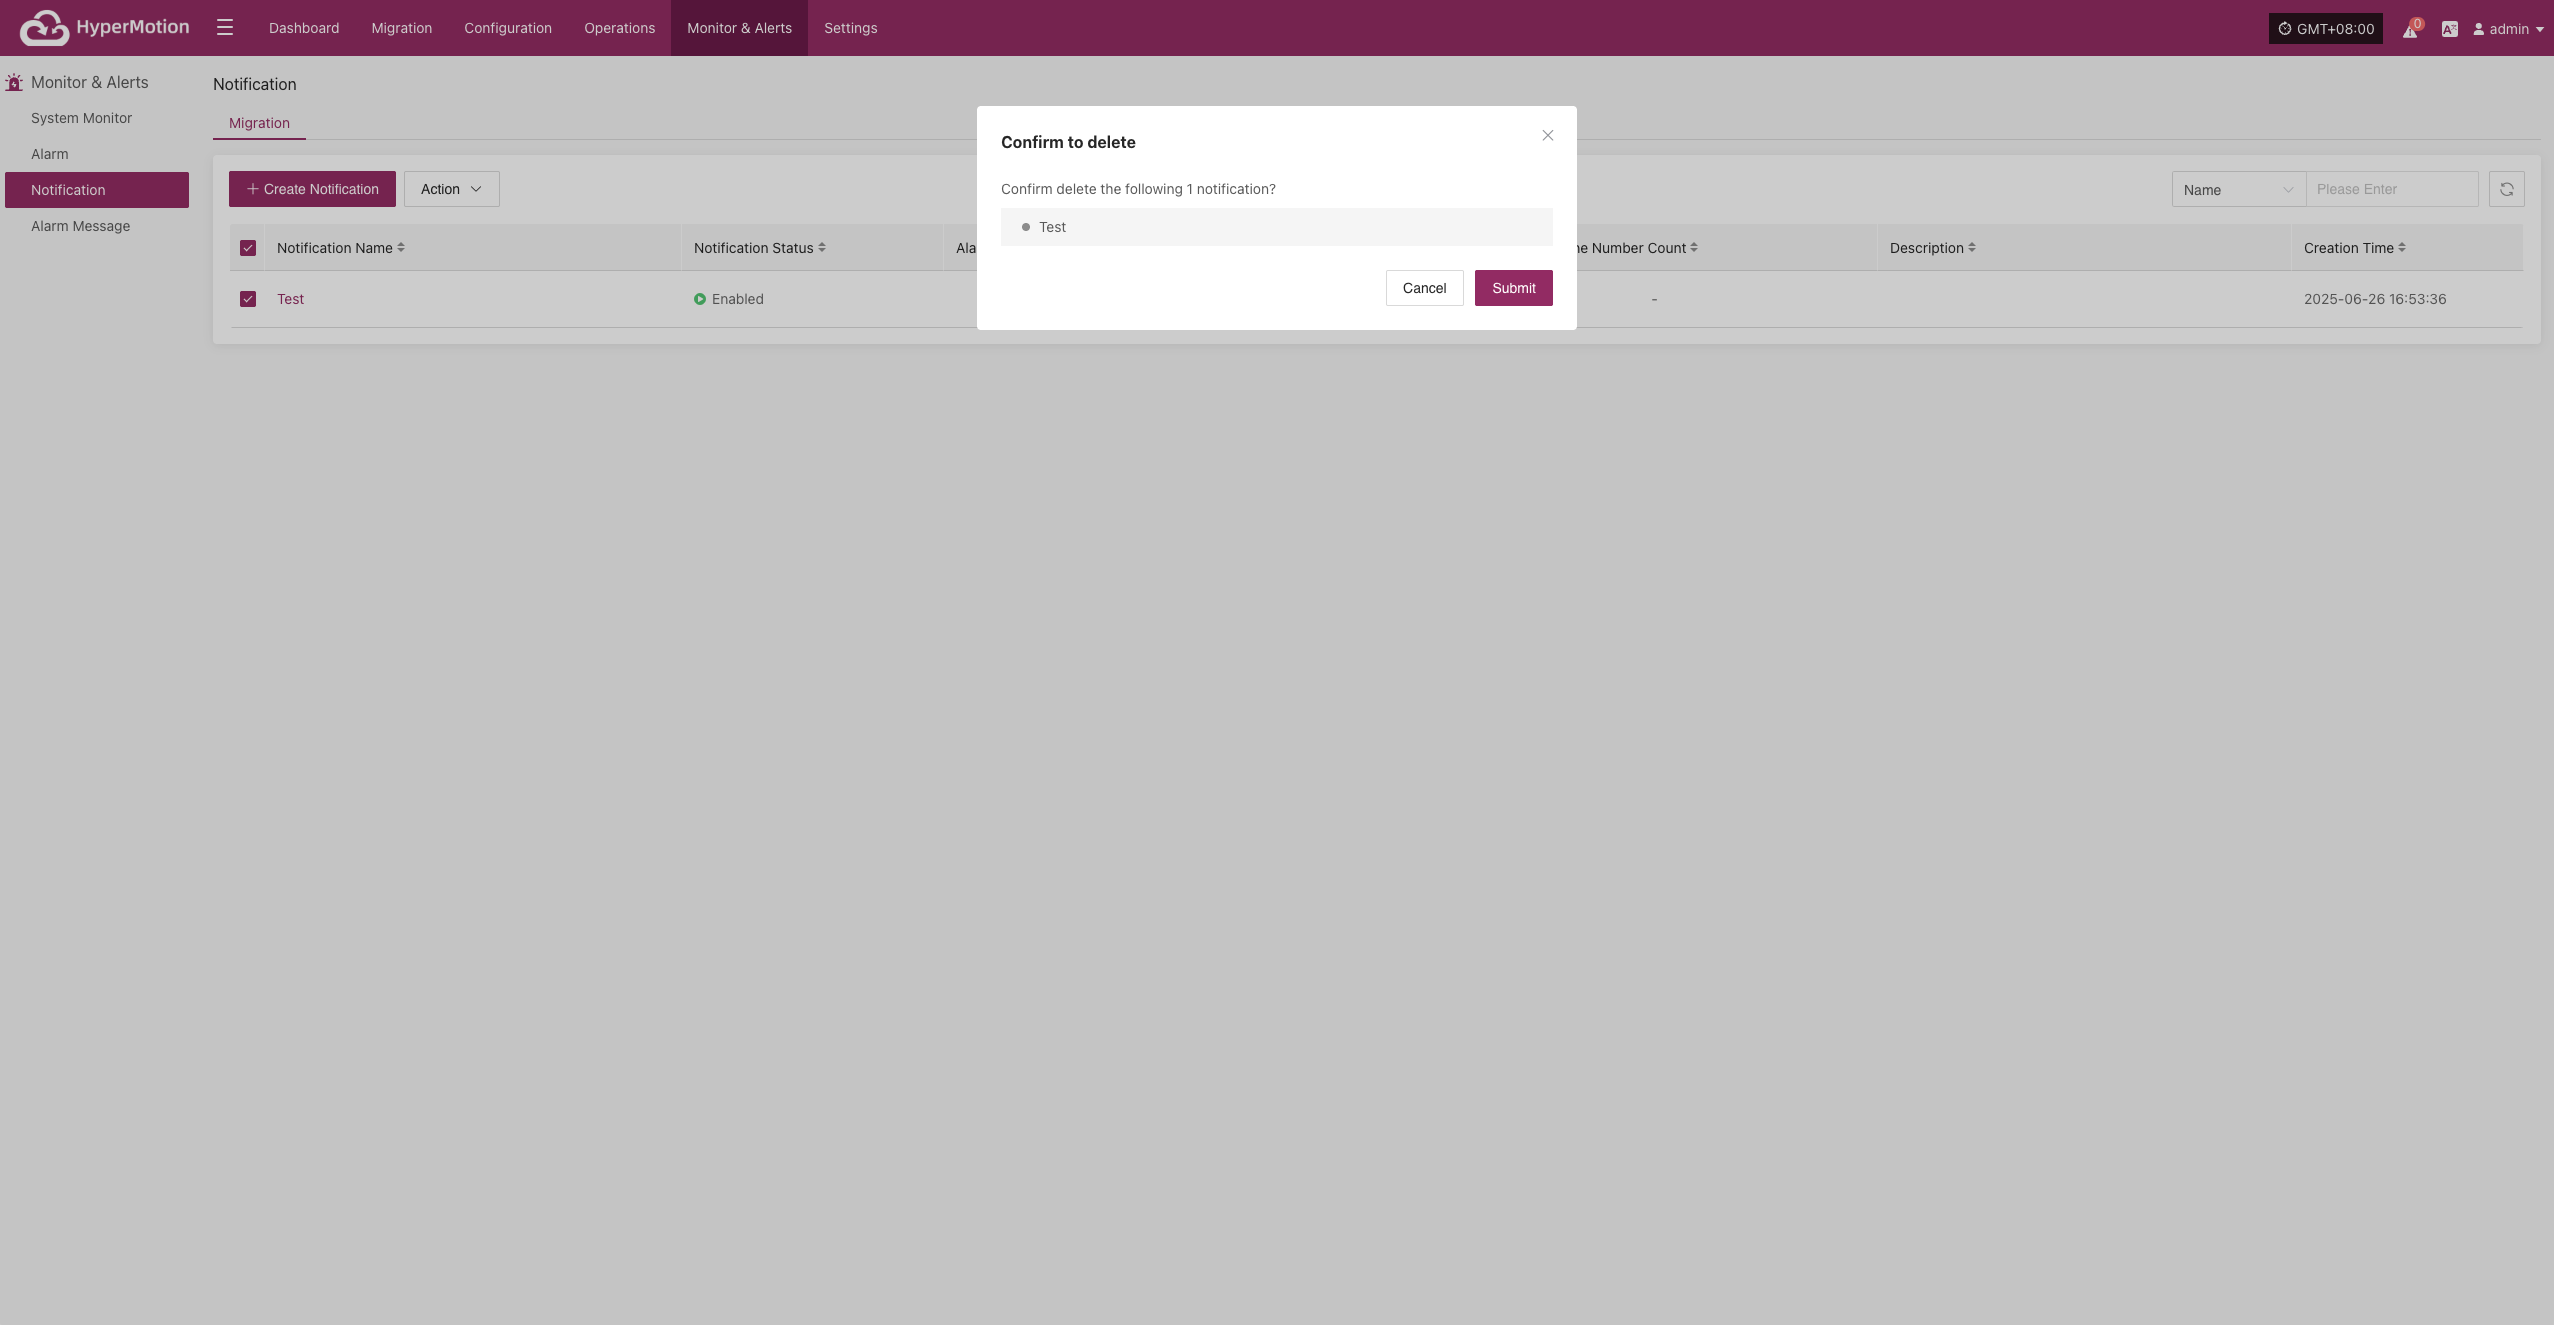 HyperMotion
Dashboard
Migration
Configuration
Operations
Monitor & Alerts
Settings
GMT+08:00
0
admin
Monitor & Alerts
System Monitor
Alarm
Notification
Alarm Message
Notification
Migration
Create Notification
Action
Name
Please Enter
Notification Name
Notification Status
Ala
ne Number Count
Description
Creation Time
Test
Enabled
-
2025-06-26 16:53:36
Confirm to delete
Confirm delete the following 1 notification?
Test
Cancel
Submit